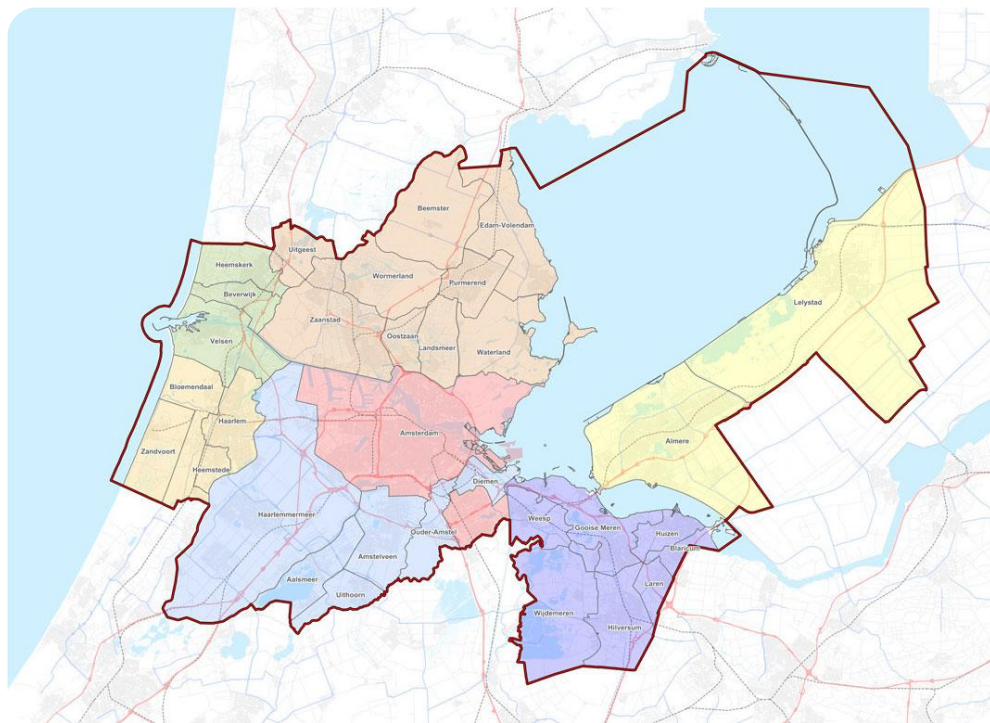 Beemster
Edam-Volendam
Uitgeest
Heemskerk
Wormerland
Purmerend
Beverwijk
Lelystad
Zaanstad
Velsen
Oostzaan
Landsmeer
Waterland
Bloemendaal
Haarlem
Amsterdam
Almere
Zandvoort
Heemstede
Diemen
Haarlemmermeer
Weesp
Gooise Meren
Ouder-Amstel
Huizen
Blaricum
Amstelveen
Aalsmeer
Laren
Uithoorn
Wijdemeren
Hilversum